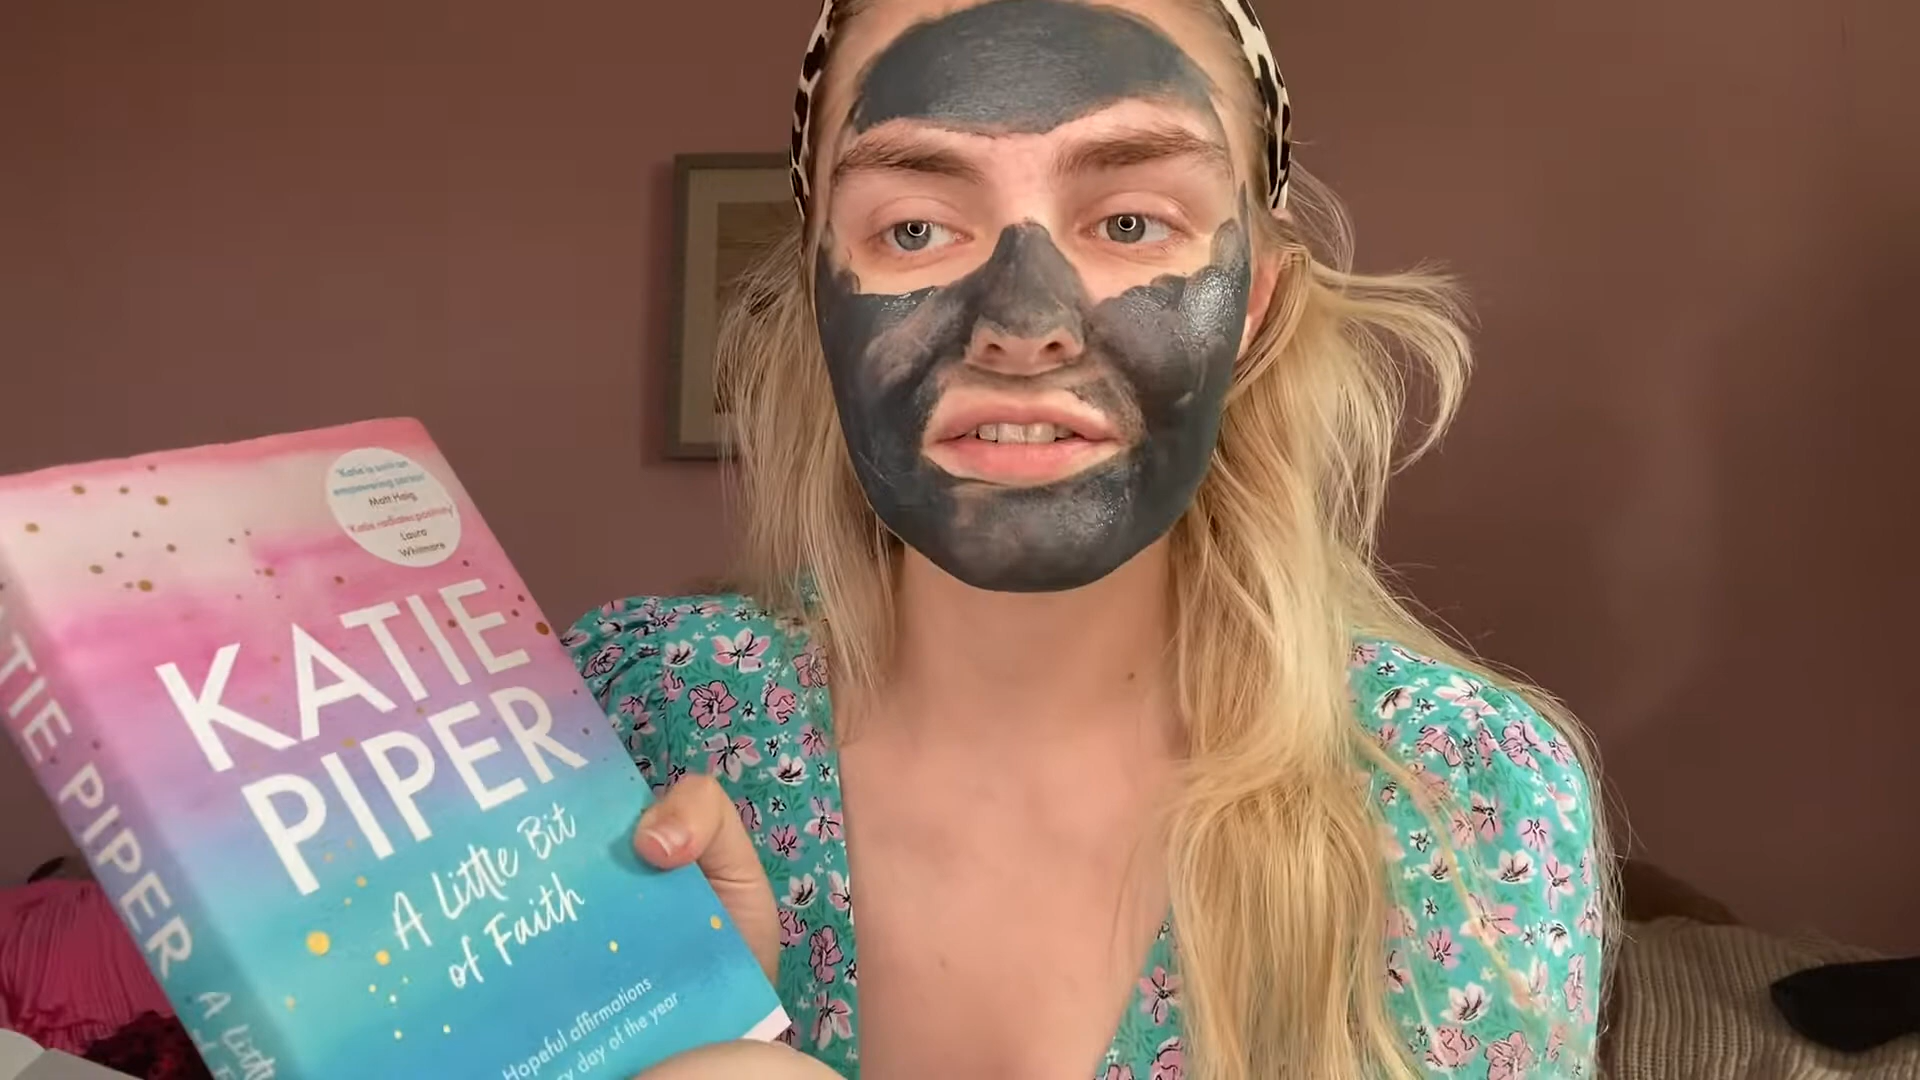 'Katie is such an
empowering person'
Matt Haig
'Katie radiates positivity'
Laura
Whitmore
KATIE
PIPER
A Little Bit
of Faith
Hopeful affirmations
day of the year
KATIE PIPER
A Little